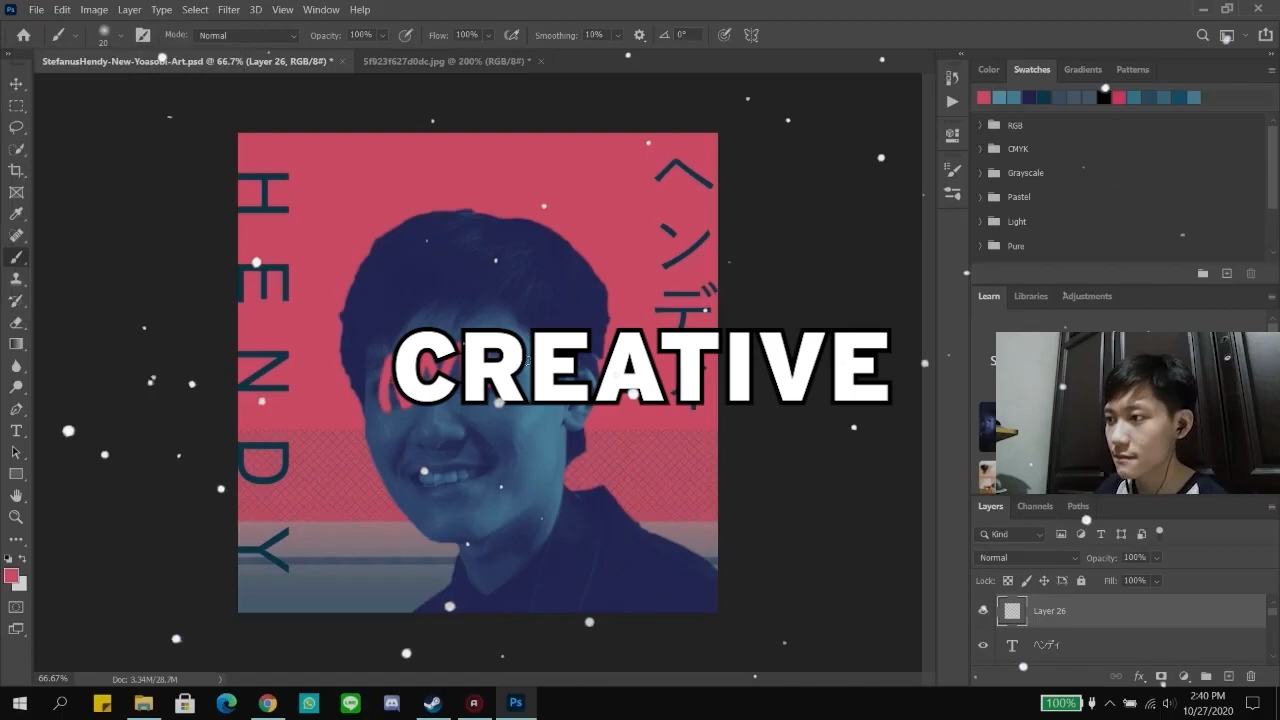 File Edit Image Layer Type Select Filter 3D View Window Help
20 Mode: Normal Opacity: 100% Flow: 100% Smoothing: 10% 0°
StefanusHendy-New-Yoasobi-Art.psd @ 66.7% (Layer 26, RGB/8#) *
5f923f627d0dc.jpg @ 200% (RGB/8#) *
Color Swatches Gradients Patterns
RGB
CMYK
Grayscale
Pastel
Light
Pure
HENDY
CREATIVE
Learn Libraries Adjustments
Layers Channels Paths
Kind
Normal Opacity: 100%
Lock: Fill: 100%
Layer 26
ヘンディ
66.67% Doc: 3.34M/28.7M
100% 2:40 PM
10/27/2020